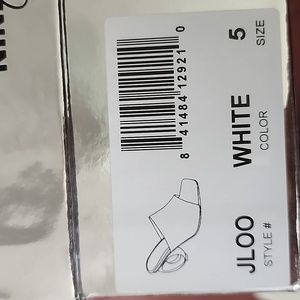 8 41484 12921 0
JLOO WHITE 5
STYLE # COLOR SIZE